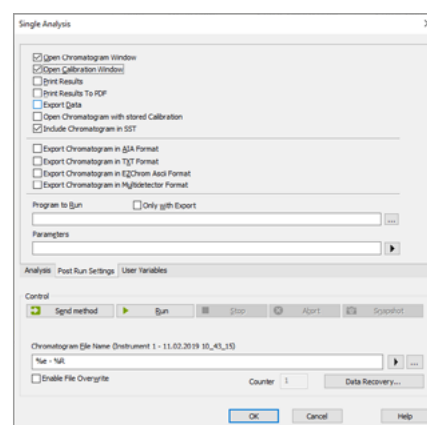 Single Analysis
Open Chromatogram Window
Open Calibration Window
Print Results
Print Results To PDF
Export Data
Open Chromatogram with stored Calibration
Include Chromatogram in SST
Export Chromatogram in AIA Format
Export Chromatogram in TXT Format
Export Chromatogram in EZChrom Ascii Format
Export Chromatogram in Multidetector Format
Program to Run Only with Export
...
Parameters
Analysis Post Run Settings User Variables
Control
Send method Run Stop Abort Snapshot
Chromatogram File Name (Instrument 1 - 11.02.2019 10_43_15)
%e - %R ...
Enable File Overwrite Counter 1 Data Recovery...
OK Cancel Help